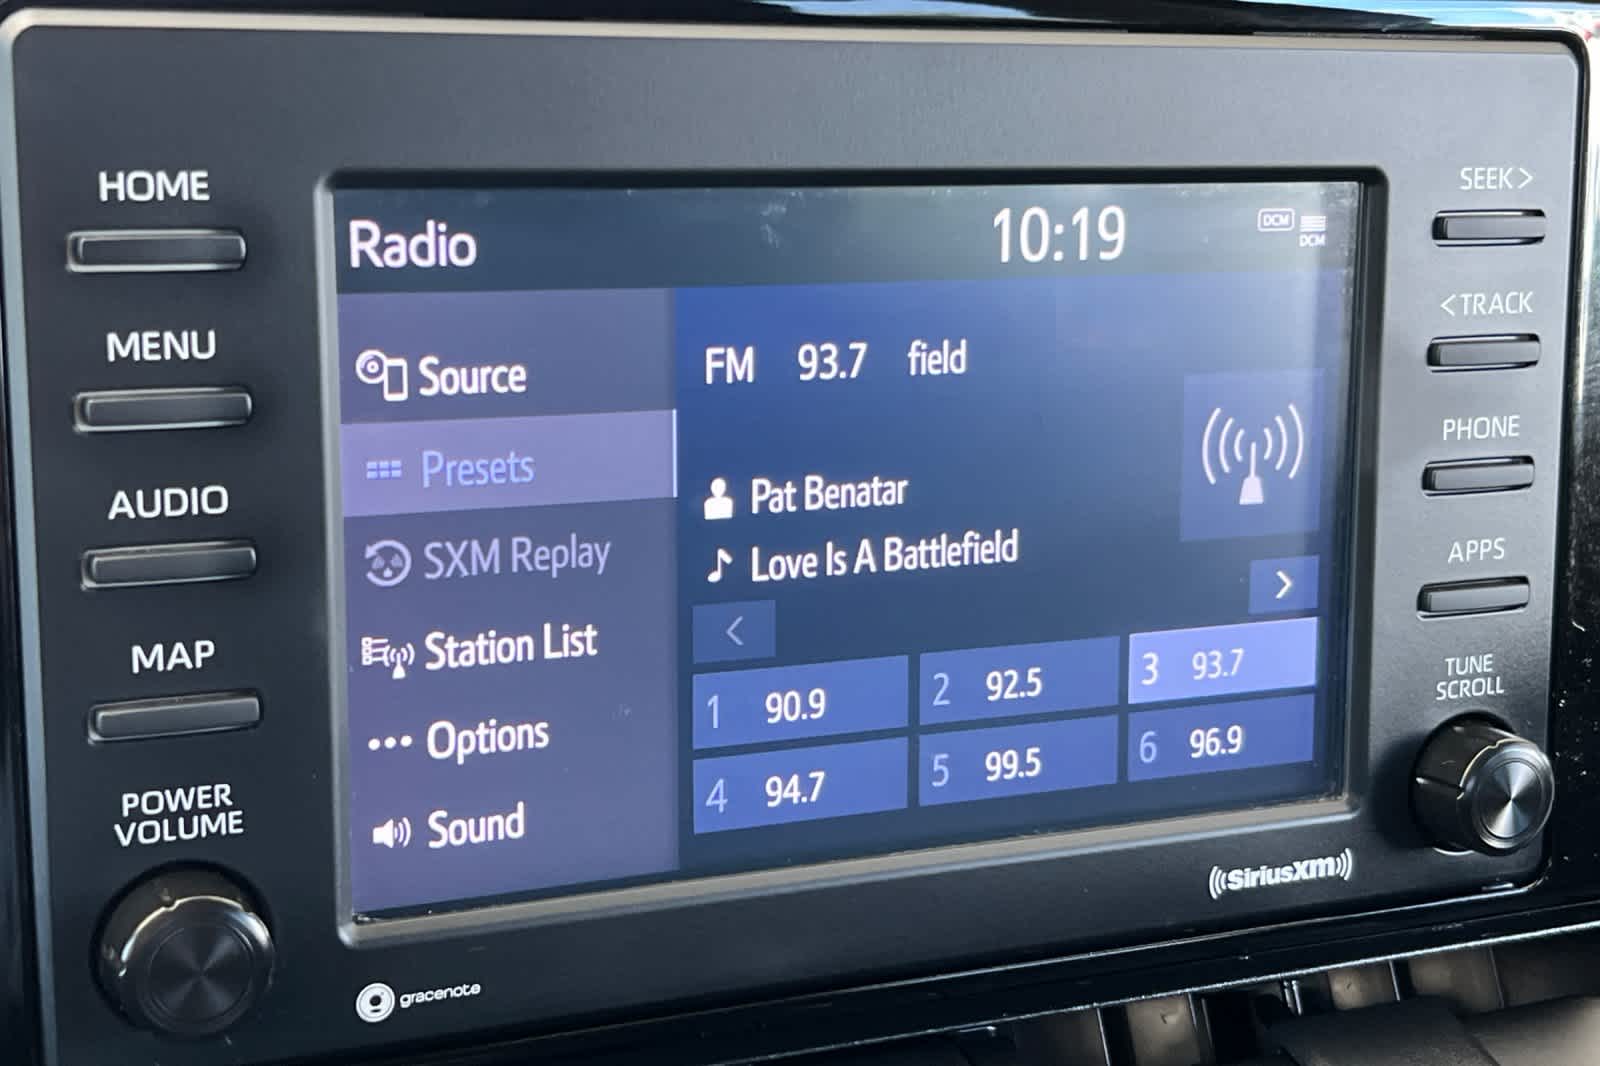 HOME
MENU
AUDIO
MAP
POWER
VOLUME
Radio
10:19
DCM
DCM
Source
Presets
SXM Replay
Station List
Options
Sound
FM 93.7 field
Pat Benatar
Love Is A Battlefield
<
>
1 90.9
2 92.5
3 93.7
4 94.7
5 99.5
6 96.9
SEEK >
< TRACK
PHONE
APPS
TUNE
SCROLL
((SiriusXM))
gracenote